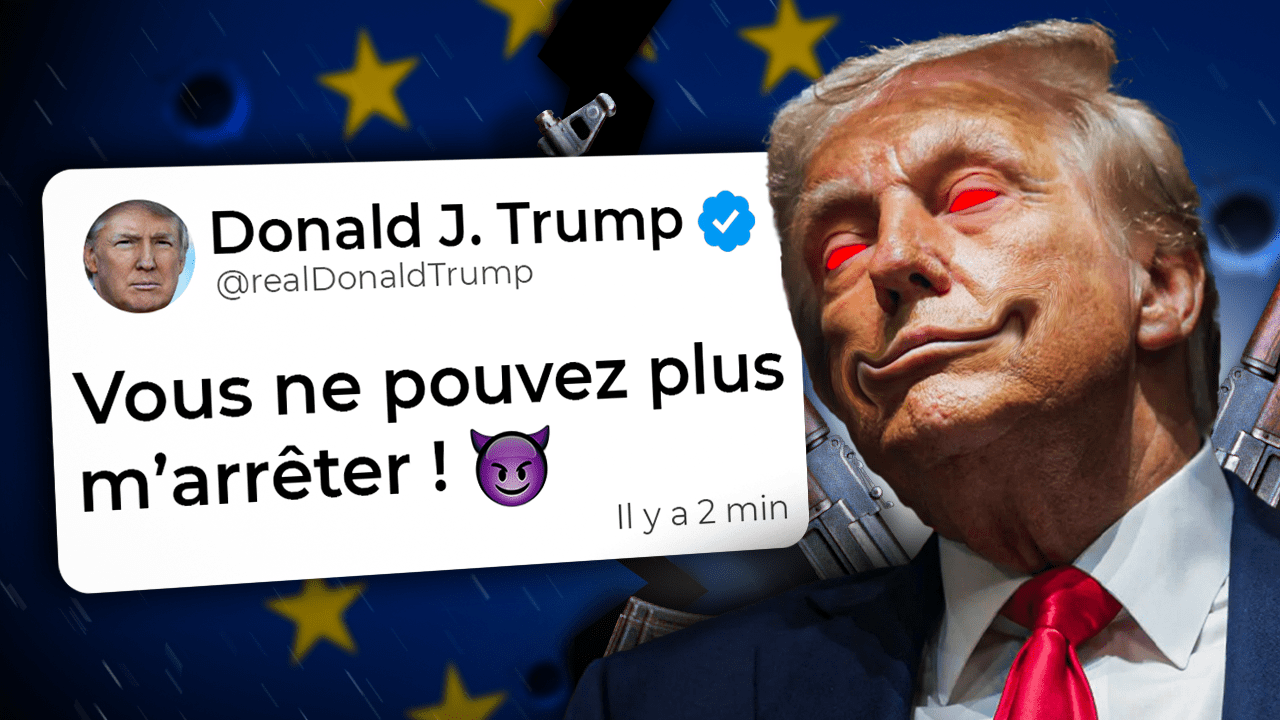 Donald J. Trump
@realDonaldTrump
Vous ne pouvez plus
m’arrêter ! 😈
Il y a 2 min